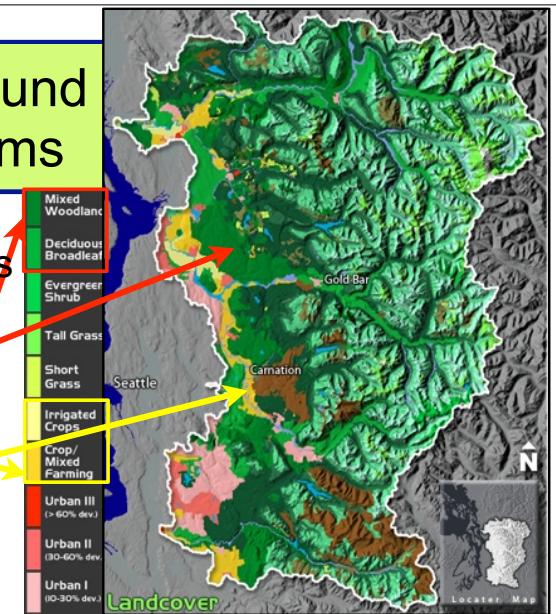 und
ms
s
Mixed
Woodland
Deciduous
Broadleaf
Evergreen
Shrub
Tall Grass
Short
Grass
Irrigated
Crops
Crop/
Mixed
Farming
Urban III
(> 60% dev.)
Urban II
(30-60% dev.)
Urban I
(10-30% dev.)
Gold Bar
Carnation
Seattle
N
Locater Map
Landcover